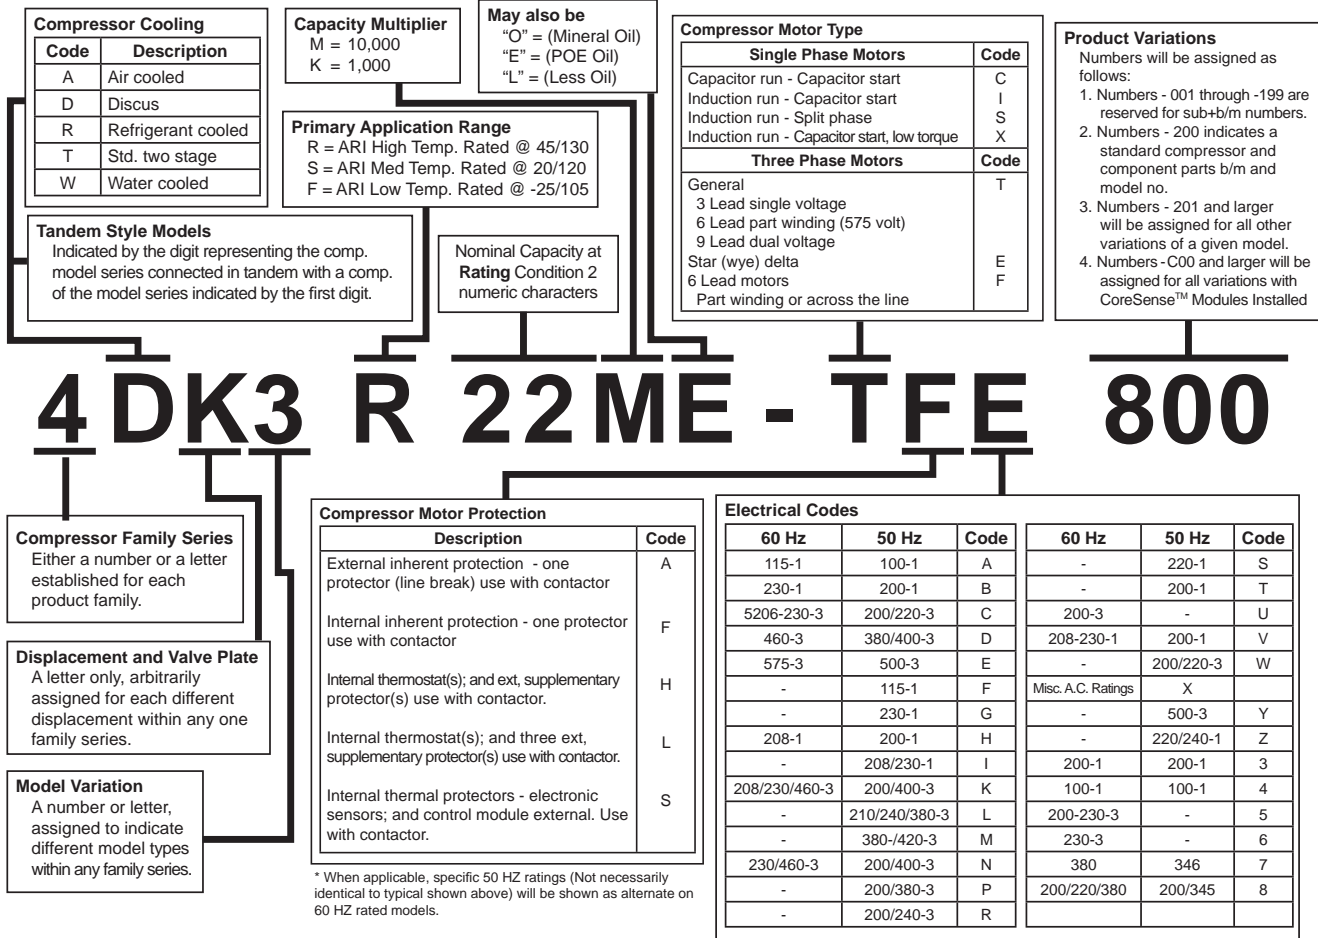 Compressor Cooling
Code Description
A Air cooled
D Discus
R Refrigerant cooled
T Std. two stage
W Water cooled
Capacity Multiplier
M = 10,000
K = 1,000
May also be
“O” = (Mineral Oil)
“E” = (POE Oil)
“L” = (Less Oil)
Primary Application Range
R = ARI High Temp. Rated @ 45/130
S = ARI Med Temp. Rated @ 20/120
F = ARI Low Temp. Rated @ -25/105
Compressor Motor Type
Single Phase Motors Code
Capacitor run - Capacitor start C
Induction run - Capacitor start I
Induction run - Split phase S
Induction run - Capacitor start, low torque X
Three Phase Motors Code
General T
3 Lead single voltage
6 Lead part winding (575 volt)
9 Lead dual voltage
Star (wye) delta E
6 Lead motors F
Part winding or across the line
Product Variations
Numbers will be assigned as
follows:
1. Numbers - 001 through -199 are
reserved for sub+b/m numbers.
2. Numbers - 200 indicates a
standard compressor and
component parts b/m and
model no.
3. Numbers - 201 and larger
will be assigned for all other
variations of a given model.
4. Numbers - C00 and larger will be
assigned for all variations with
CoreSense™ Modules Installed
Tandem Style Models
Indicated by the digit representing the comp.
model series connected in tandem with a comp.
of the model series indicated by the first digit.
Nominal Capacity at
Rating Condition 2
numeric characters
4 DK3 R 22ME - TFE 800
Compressor Family Series
Either a number or a letter
established for each
product family.
Displacement and Valve Plate
A letter only, arbitrarily
assigned for each different
displacement within any one
family series.
Model Variation
A number or letter,
assigned to indicate
different model types
within any family series.
Compressor Motor Protection
Description Code
External inherent protection - one A
protector (line break) use with contactor
Internal inherent protection - one protector F
use with contactor
Internal thermostat(s); and ext, supplementary H
protector(s) use with contactor.
Internal thermostat(s); and three ext, L
supplementary protector(s) use with contactor.
Internal thermal protectors - electronic S
sensors; and control module external. Use
with contactor.
* When applicable, specific 50 HZ ratings (Not necessarily
identical to typical shown above) will be shown as alternate on
60 HZ rated models.
Electrical Codes
60 Hz 50 Hz Code 60 Hz 50 Hz Code
115-1 100-1 A - 220-1 S
230-1 200-1 B - 200-1 T
5206-230-3 200/220-3 C 200-3 - U
460-3 380/400-3 D 208-230-1 200-1 V
575-3 500-3 E - 200/220-3 W
- 115-1 F Misc. A.C. Ratings X
- 230-1 G - 500-3 Y
208-1 200-1 H - 220/240-1 Z
- 208/230-1 I 200-1 200-1 3
208/230/460-3 200/400-3 K 100-1 100-1 4
- 210/240/380-3 L 200-230-3 - 5
- 380-/420-3 M 230-3 - 6
230/460-3 200/400-3 N 380 346 7
- 200/380-3 P 200/220/380 200/345 8
- 200/240-3 R